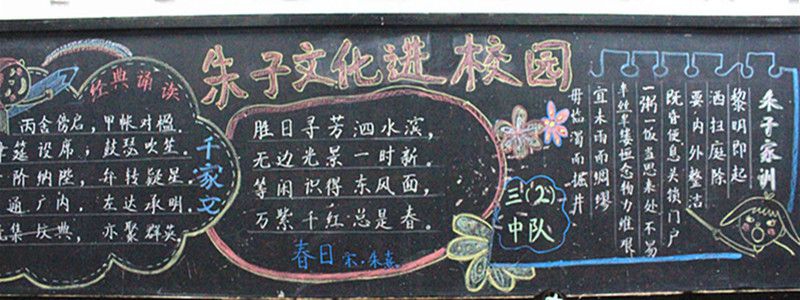 朱子文化进校园
经典诵读
丙舍傍启，甲帐对楹。
筵设席，鼓瑟吹笙。
阶纳陛，弁转疑星。
通广内，左达承明。
集坟典，亦聚群英。
千家文
胜日寻芳泗水滨，
无边光景一时新。
等闲识得东风面，
万紫千红总是春。
春日 宋·朱熹
三(2)
中队
朱子家训
黎明即起
洒扫庭除
要内外整洁
既昏便息关锁门户
一粥一饭当思来处不易
半丝半缕恒念物力维艰
宜未雨而绸缪
毋临渴而掘井